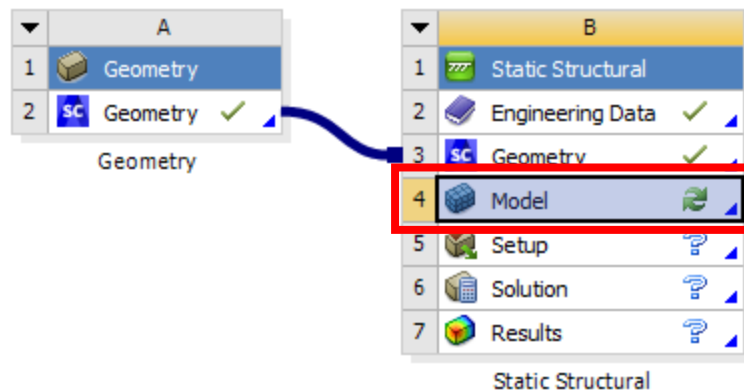 A
1 Geometry
2 SC Geometry
Geometry
B
1 Static Structural
2 Engineering Data ?
3 SC Geometry
4 Model
5 Setup ?
6 Solution ?
7 Results ?
Static Structural